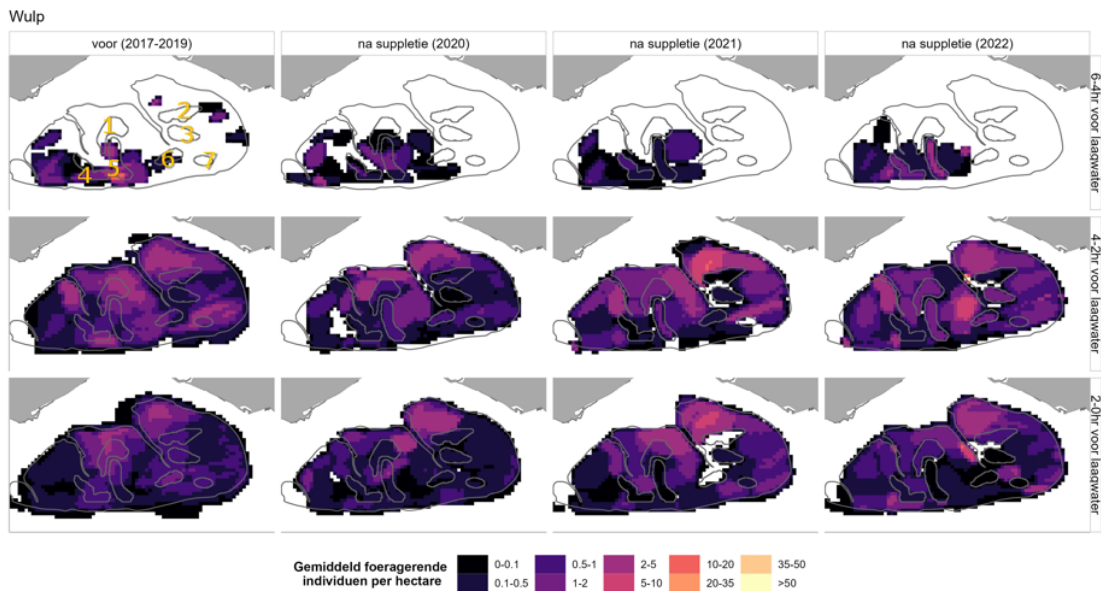 Wulp
voor (2017-2019)
na suppletie (2020)
na suppletie (2021)
na suppletie (2022)
6-4hr voor laagwater
1
2
3
4
5
6
7
4-2hr voor laagwater
2-0hr voor laagwater
Gemiddeld foeragerende
individuen per hectare
0-0.1
0.1-0.5
0.5-1
1-2
2-5
5-10
10-20
20-35
35-50
>50